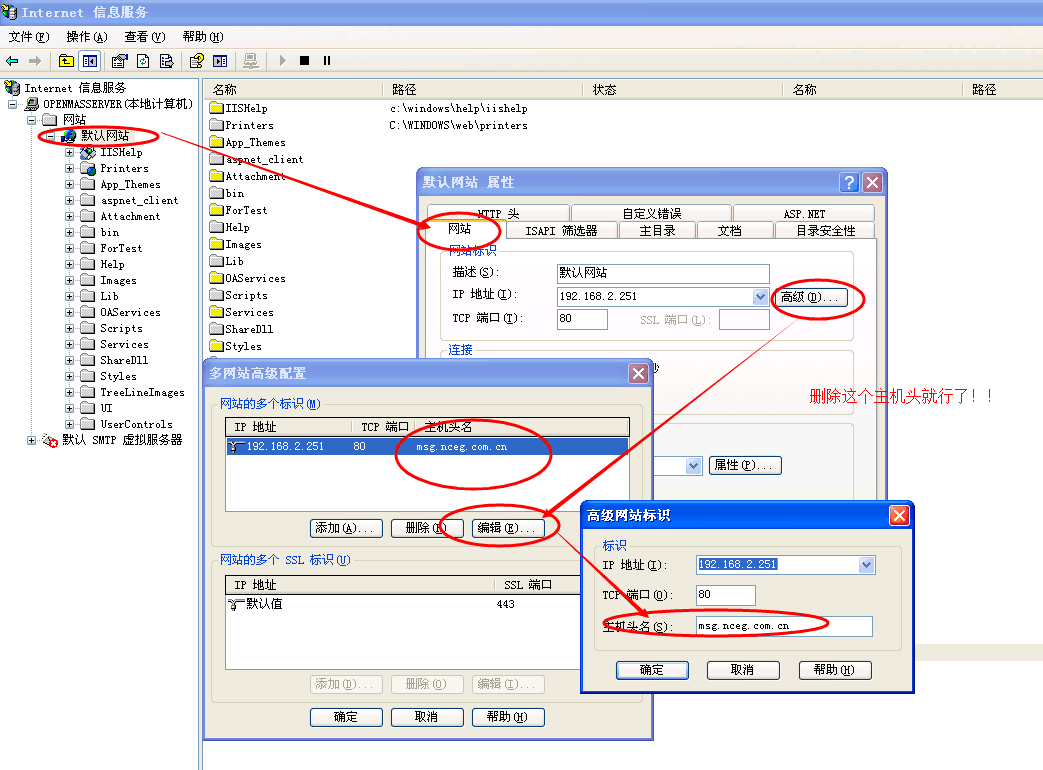 Internet 信息服务
文件(F) 操作(A) 查看(V) 帮助(H)
Internet 信息服务
OPENMASSERVER(本地计算机)
网站
默认网站
IISHelp
Printers
App_Themes
aspnet_client
Attachment
bin
ForTest
Help
Images
Lib
OAServices
Scripts
Services
ShareDll
Styles
TreeLineImages
UI
UserControls
默认 SMTP 虚拟服务器
名称 路径 状态 名称 路径
IISHelp c:\windows\help\iishelp
Printers C:\WINDOWS\web\printers
App_Themes
aspnet_client
Attachment
bin
ForTest
Help
Images
Lib
OAServices
Scripts
Services
ShareDll
Styles
默认网站 属性
HTTP 头 自定义错误 ASP.NET
网站 ISAPI 筛选器 主目录 文档 目录安全性
网站标识
描述(S): 默认网站
IP 地址(I): 192.168.2.251 高级(D)...
TCP 端口(T): 80 SSL 端口(L):
连接
属性(P)...
删除这个主机头就行了!!
多网站高级配置
网站的多个标识(M)
IP 地址 TCP 端口 主机头名
192.168.2.251 80 msg.nceg.com.cn
添加(A)... 删除(R) 编辑(E)...
网站的多个 SSL 标识(U)
IP 地址 SSL 端口
默认值 443
添加(D)... 删除(O) 编辑(I)...
确定 取消 帮助(H)
高级网站标识
标识
IP 地址(I): 192.168.2.251
TCP 端口(O): 80
主机头名(S): msg.nceg.com.cn
确定 取消 帮助(H)